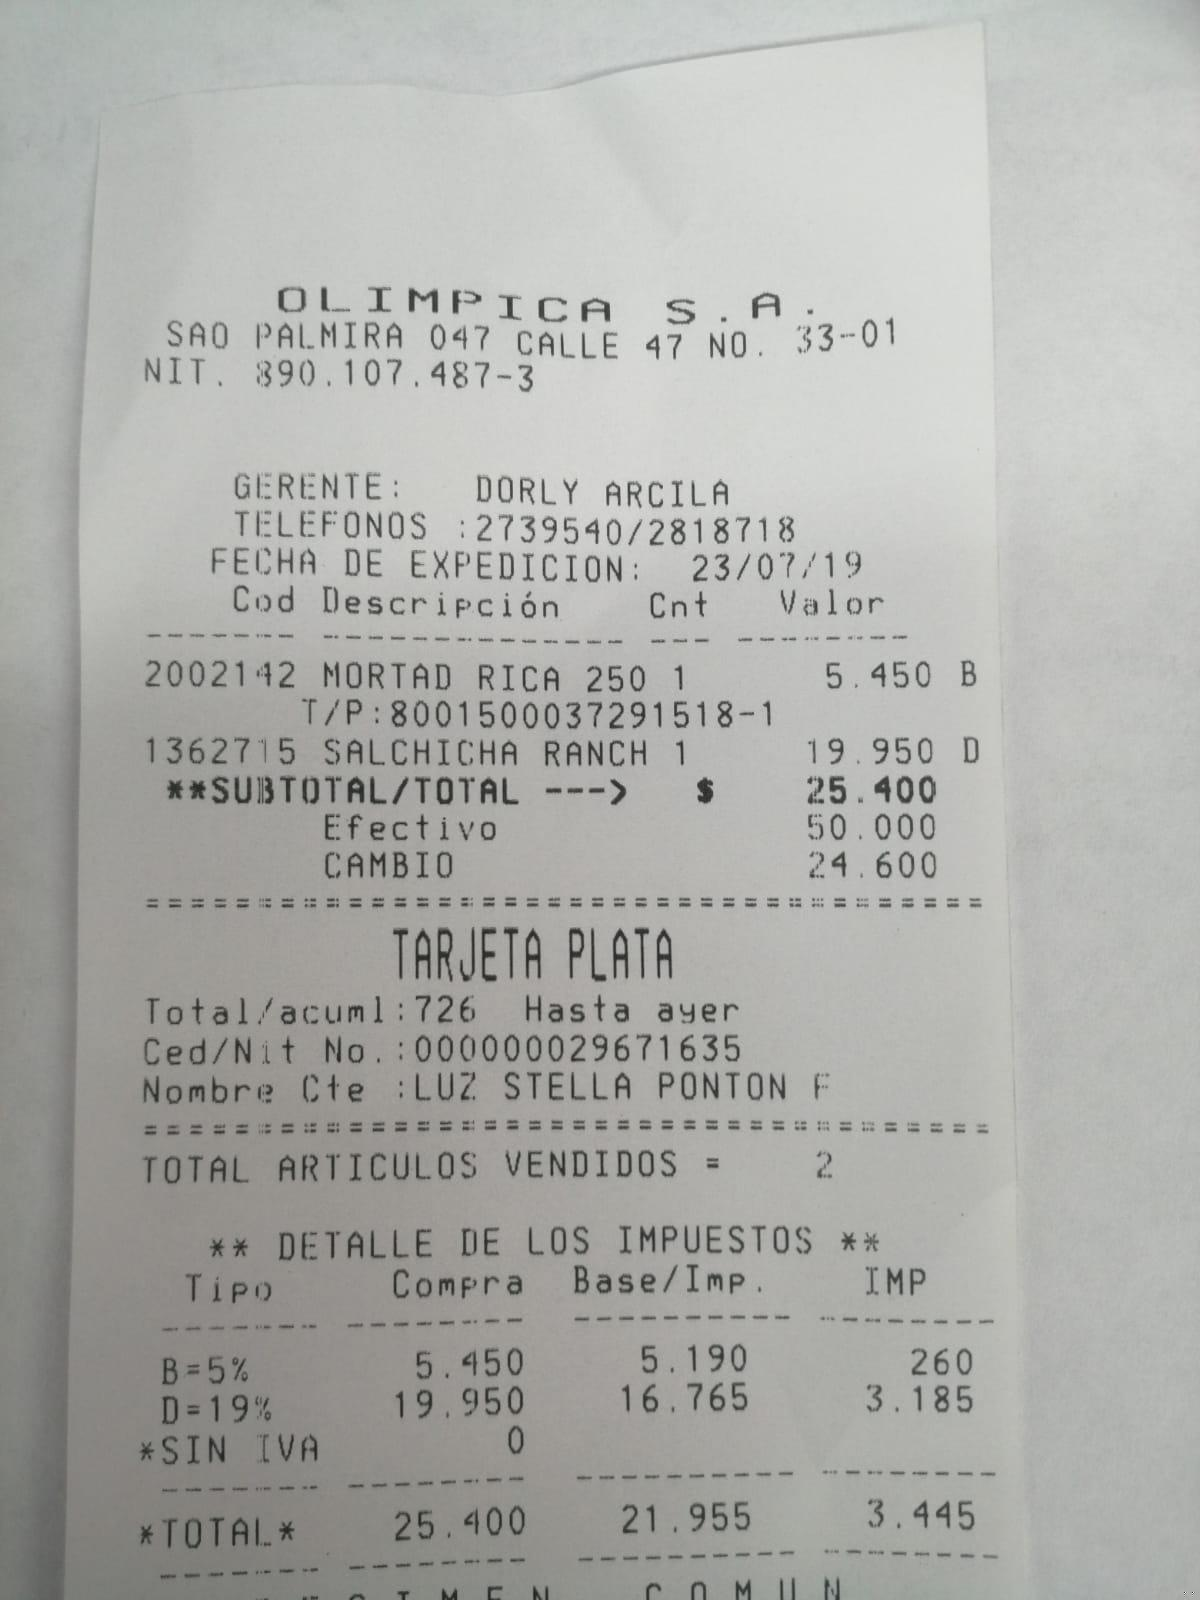 OLIMPICA S.A.
SAO PALMIRA 047 CALLE 47 NO. 33-01
NIT. 890.107.487-3
GERENTE: DORLY ARCILA
TELEFONOS :2739540/2818718
FECHA DE EXPEDICION: 23/07/19
Cod Descripción Cnt Valor
--------- ---------------- --- --------
2002142 MORTAD RICA 250 1 5.450 B
T/P:8001500037291518-1
1362715 SALCHICHA RANCH 1 19.950 D
**SUBTOTAL/TOTAL ---> $ 25.400
Efectivo 50.000
CAMBIO 24.600
======================================
TARJETA PLATA
Total/acuml:726 Hasta ayer
Ced/Nit No.:000000029671635
Nombre Cte :LUZ STELLA PONTON F
======================================
TOTAL ARTICULOS VENDIDOS = 2
** DETALLE DE LOS IMPUESTOS **
Tipo Compra Base/Imp. IMP
-------- -------- ---------- --------
B=5% 5.450 5.190 260
D=19% 19.950 16.765 3.185
*SIN IVA 0
-------- -------- ---------- --------
*TOTAL* 25.400 21.955 3.445
-------- -------- ---------- --------
COMUN